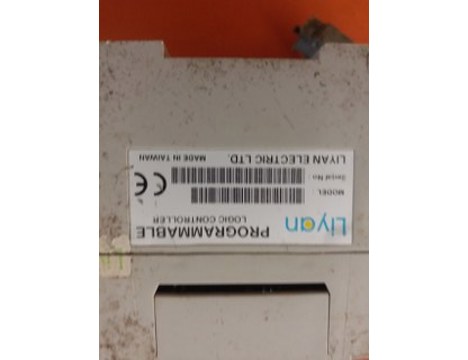 Liyan
PROGRAMMABLE
LOGIC CONTROLLER
MODEL:
Serial No:
LIYAN ELECTRIC LTD.
MADE IN TAIWAN
CE